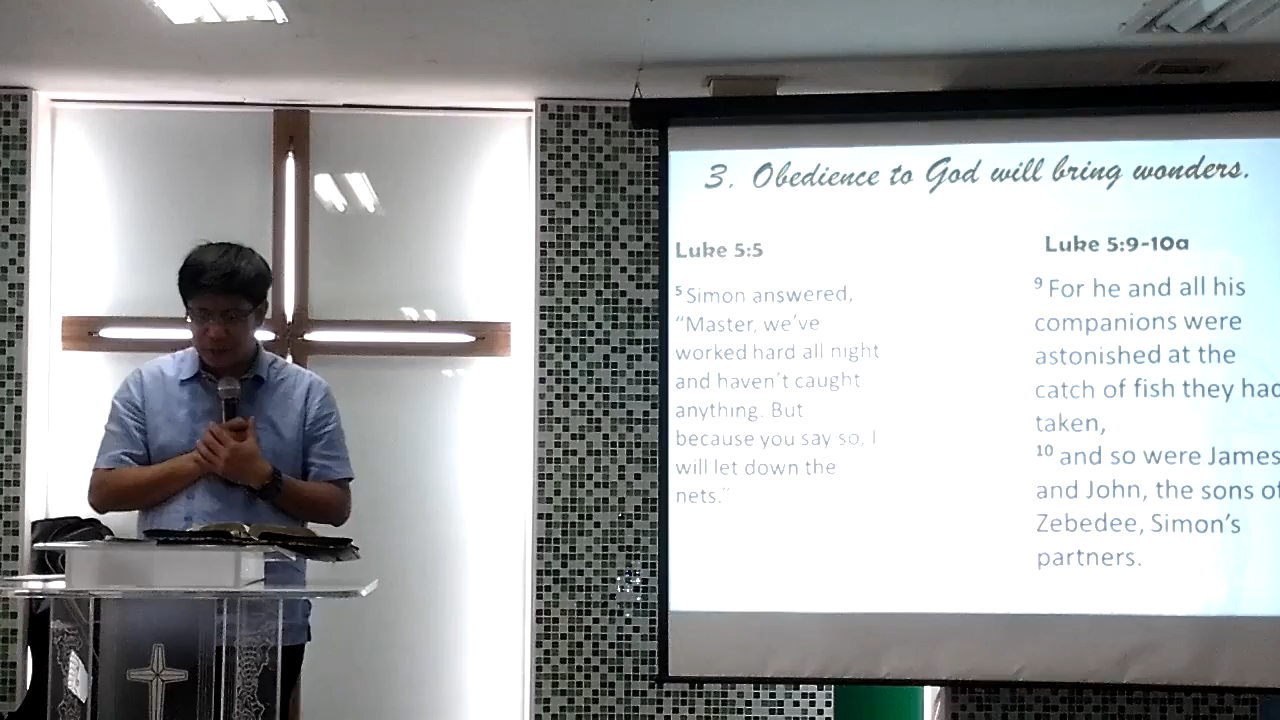 3. Obedience to God will bring wonders.
Luke 5:5
5 Simon answered,
“Master, we’ve
worked hard all night
and haven’t caught
anything. But
because you say so, I
will let down the
nets.”
Luke 5:9-10a
9 For he and all his
companions were
astonished at the
catch of fish they had
taken,
10 and so were James
and John, the sons of
Zebedee, Simon’s
partners.